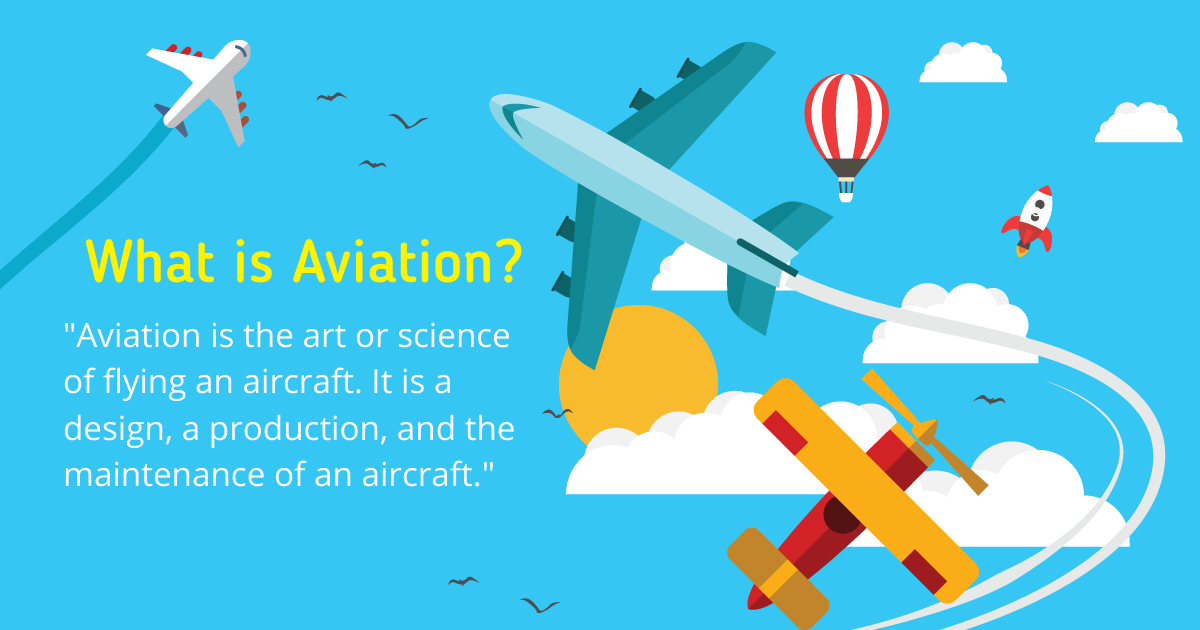 What is Aviation?
"Aviation is the art or science
of flying an aircraft. It is a
design, a production, and the
maintenance of an aircraft."